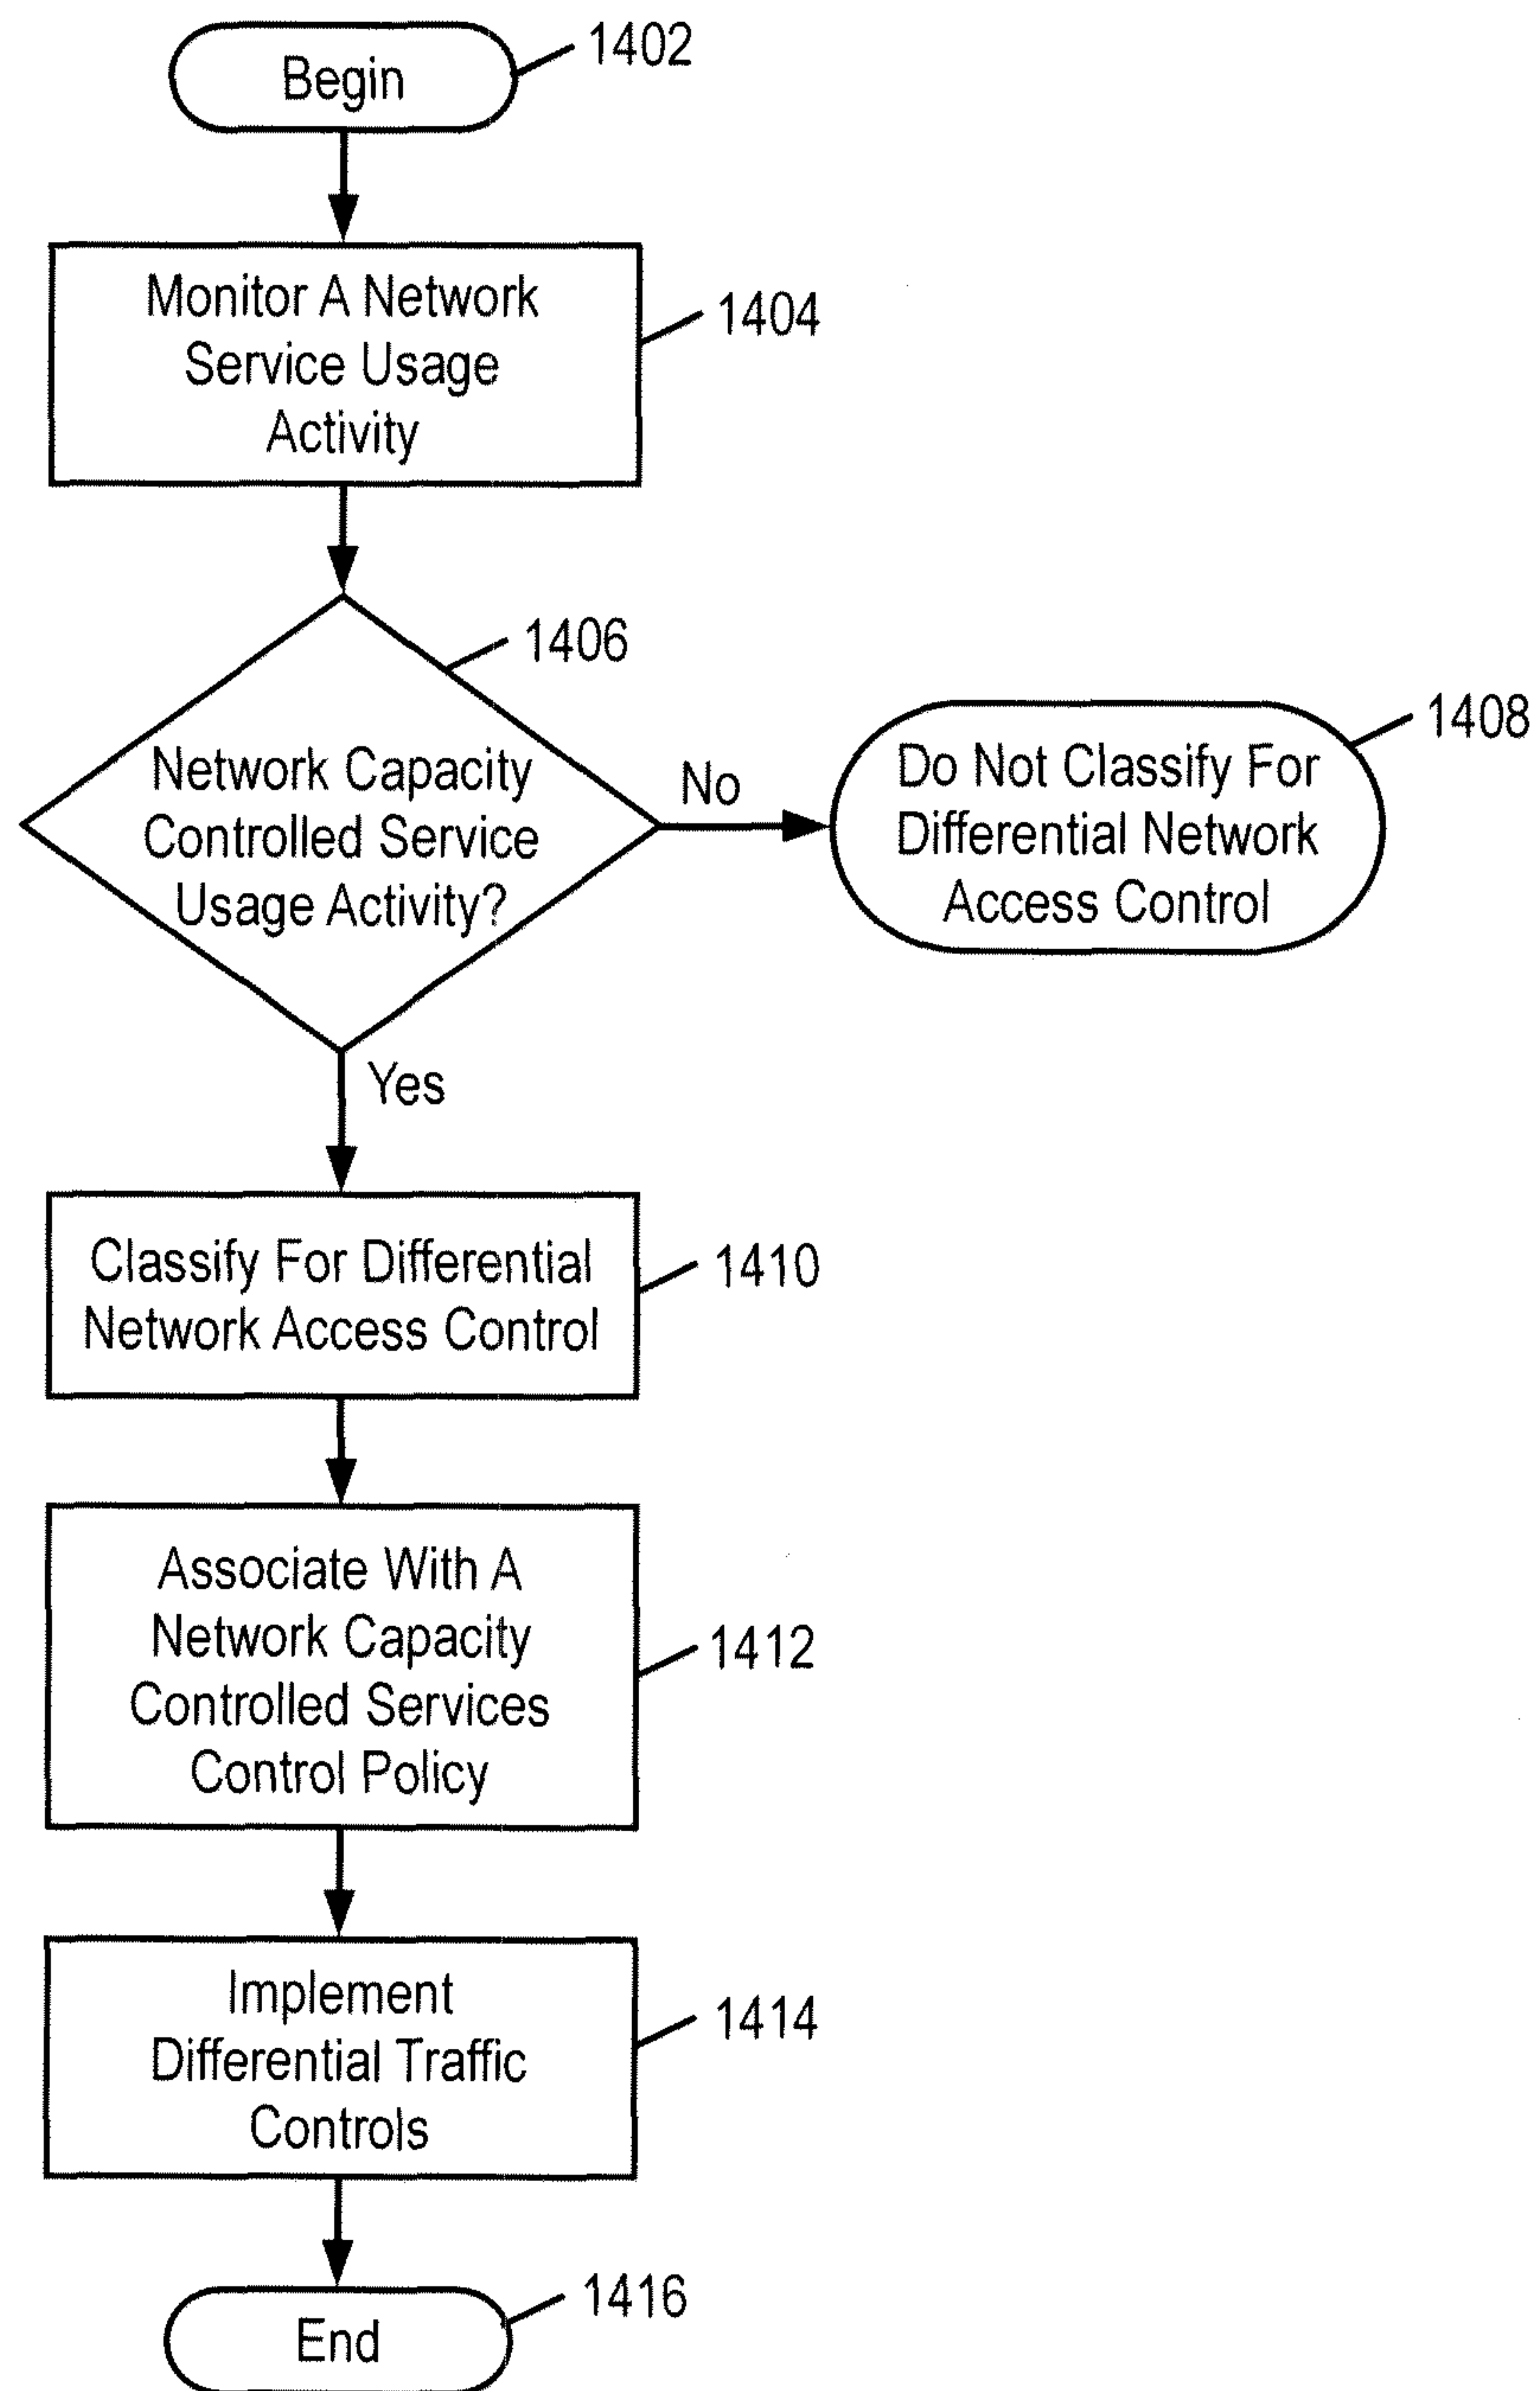 Begin
1402
Monitor A Network
Service Usage
Activity
1404
1406
Network Capacity
Controlled Service
Usage Activity?
No
Do Not Classify For
Differential Network
Access Control
1408
Yes
Classify For Differential
Network Access Control
1410
Associate With A
Network Capacity
Controlled Services
Control Policy
1412
Implement
Differential Traffic
Controls
1414
End
1416